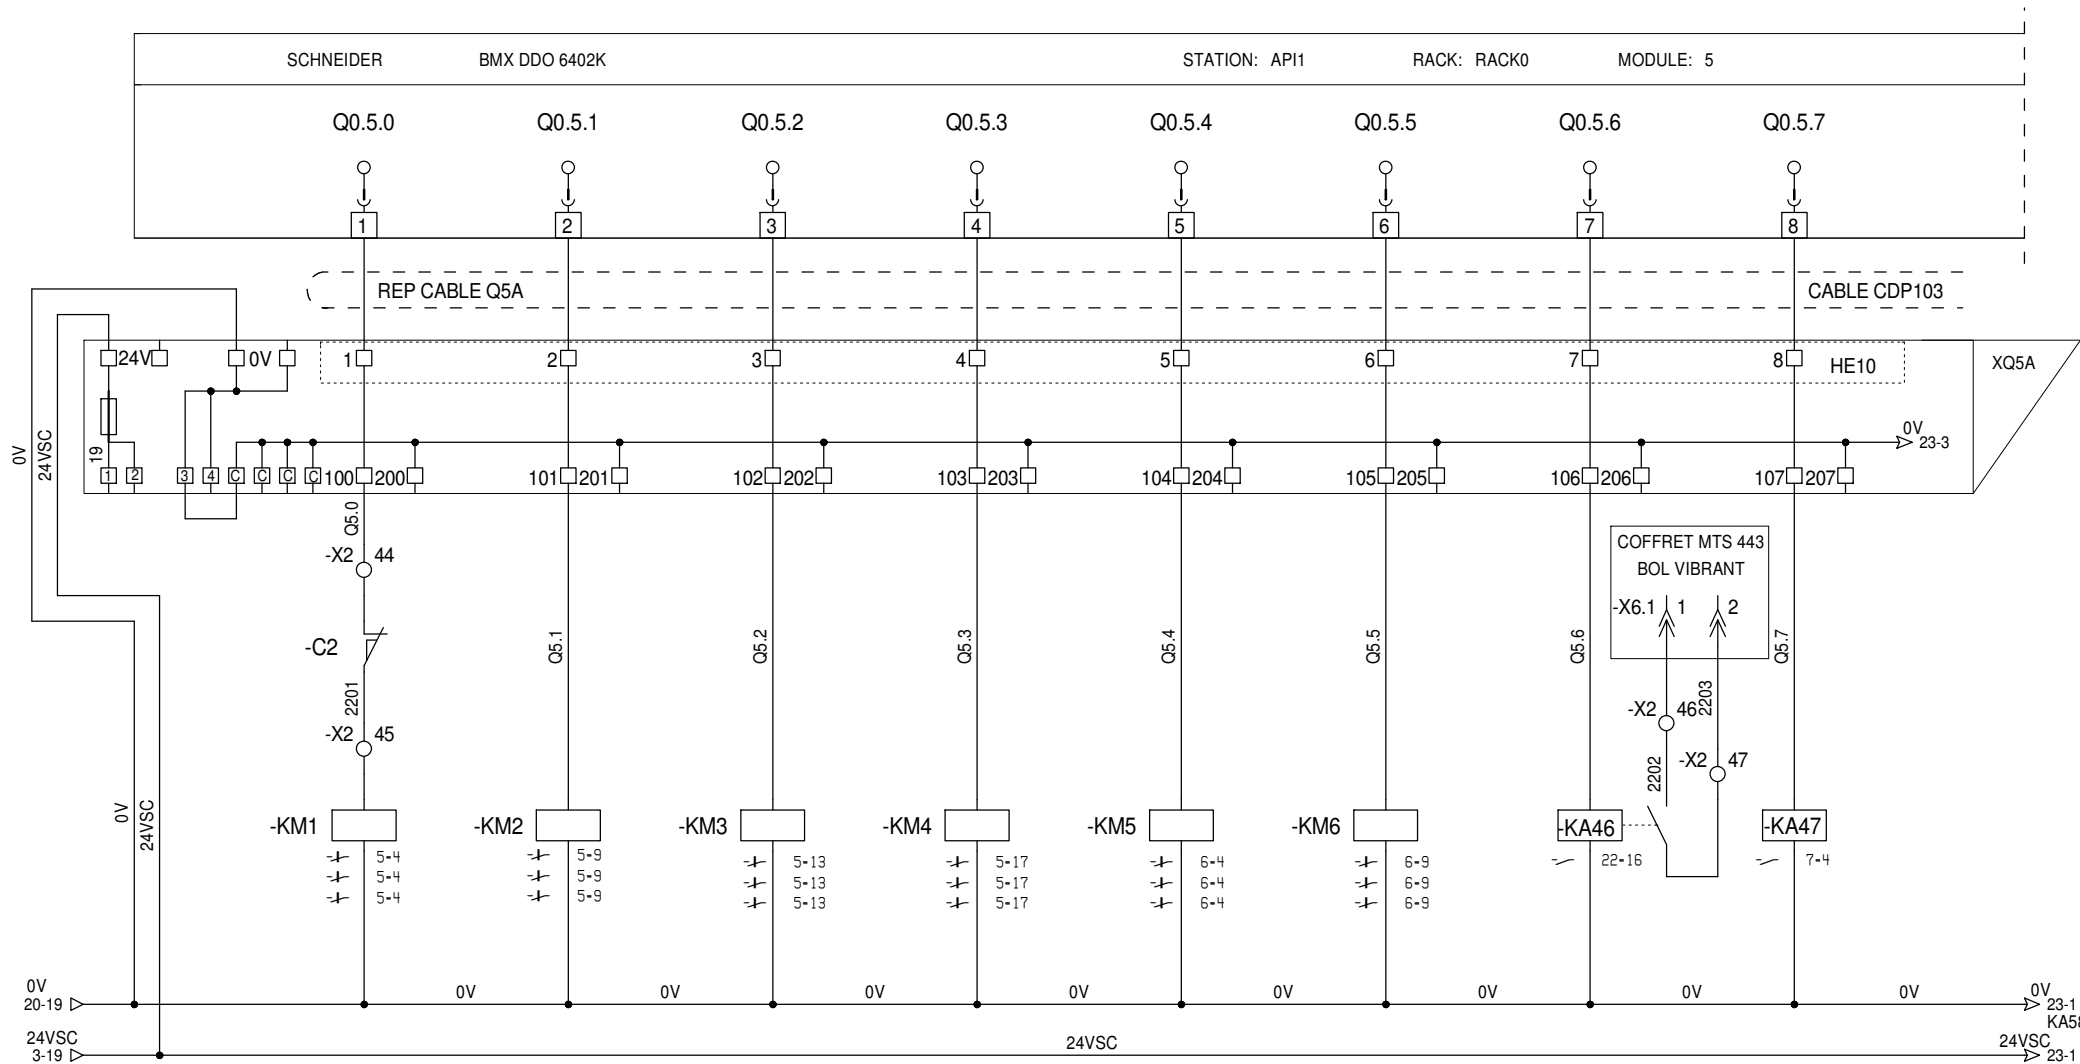 SCHNEIDER BMX DDO 6402K STATION: API1 RACK: RACK0 MODULE: 5
Q0.5.0 Q0.5.1 Q0.5.2 Q0.5.3 Q0.5.4 Q0.5.5 Q0.5.6 Q0.5.7
1 2 3 4 5 6 7 8
REP CABLE Q5A CABLE CDP103
24V 0V 1 2 3 4 5 6 7 8 HE10 XQ5A
0V
24VSC
0V
23-3
19
1 2 3 4 C C C C 100 200 101 201 102 202 103 203 104 204 105 205 106 206 107 207
Q5.0
COFFRET MTS 443
BOL VIBRANT
-X2 44
-X6.1 1 2
-C2
Q5.1 Q5.2 Q5.3 Q5.4 Q5.5 Q5.6 Q5.7
2201
2203
-X2 46
-X2 45
-X2 47
2202
0V
24VSC
-KM1 -KM2 -KM3 -KM4 -KM5 -KM6 -KA46 -KA47
5-4 5-9 5-13 5-17 6-4 6-9 22-16 7-4
5-4 5-9 5-13 5-17 6-4 6-9
5-4 5-9 5-13 5-17 6-4 6-9
0V 0V 0V 0V 0V 0V 0V 0V 0V 0V
20-19 23-1
KA58
24VSC 24VSC 24VSC
3-19 23-1